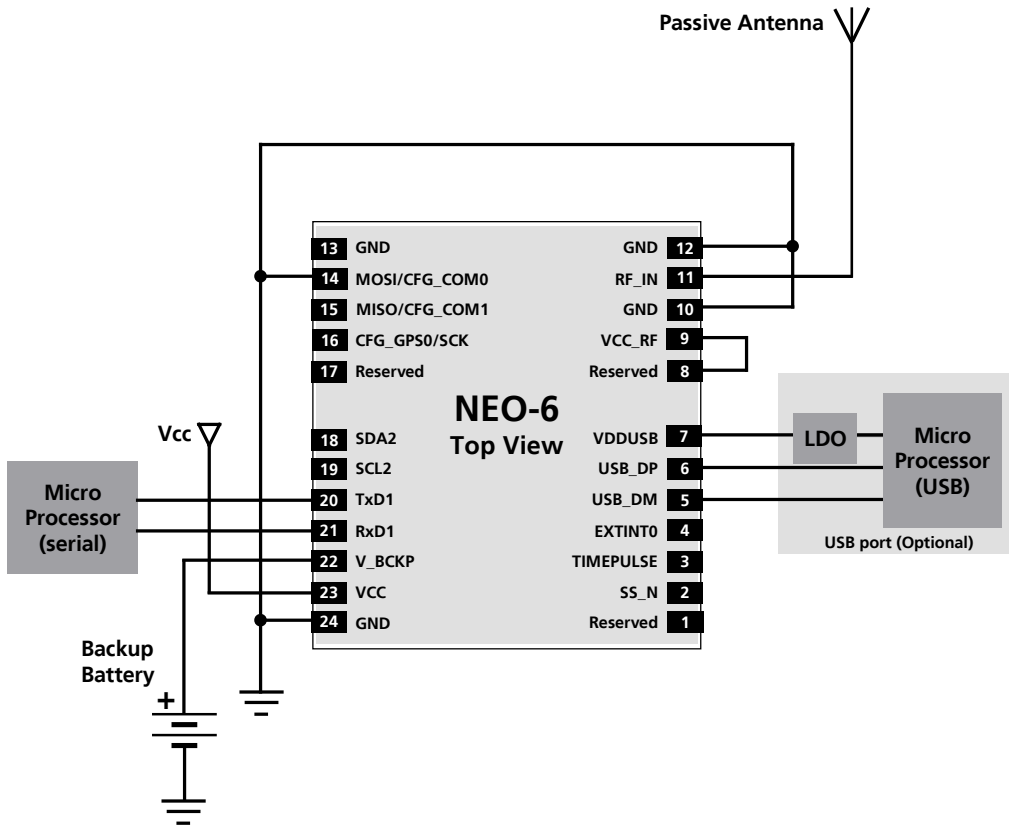 Passive Antenna
13 GND
14 MOSI/CFG_COM0
15 MISO/CFG_COM1
16 CFG_GPS0/SCK
17 Reserved
18 SDA2
19 SCL2
20 TxD1
21 RxD1
22 V_BCKP
23 VCC
24 GND
GND 12
RF_IN 11
GND 10
VCC_RF 9
Reserved 8
VDDUSB 7
USB_DP 6
USB_DM 5
EXTINT0 4
TIMEPULSE 3
SS_N 2
Reserved 1
NEO-6
Top View
Vcc
Micro
Processor
(serial)
Backup
Battery
+
LDO
Micro
Processor
(USB)
USB port (Optional)